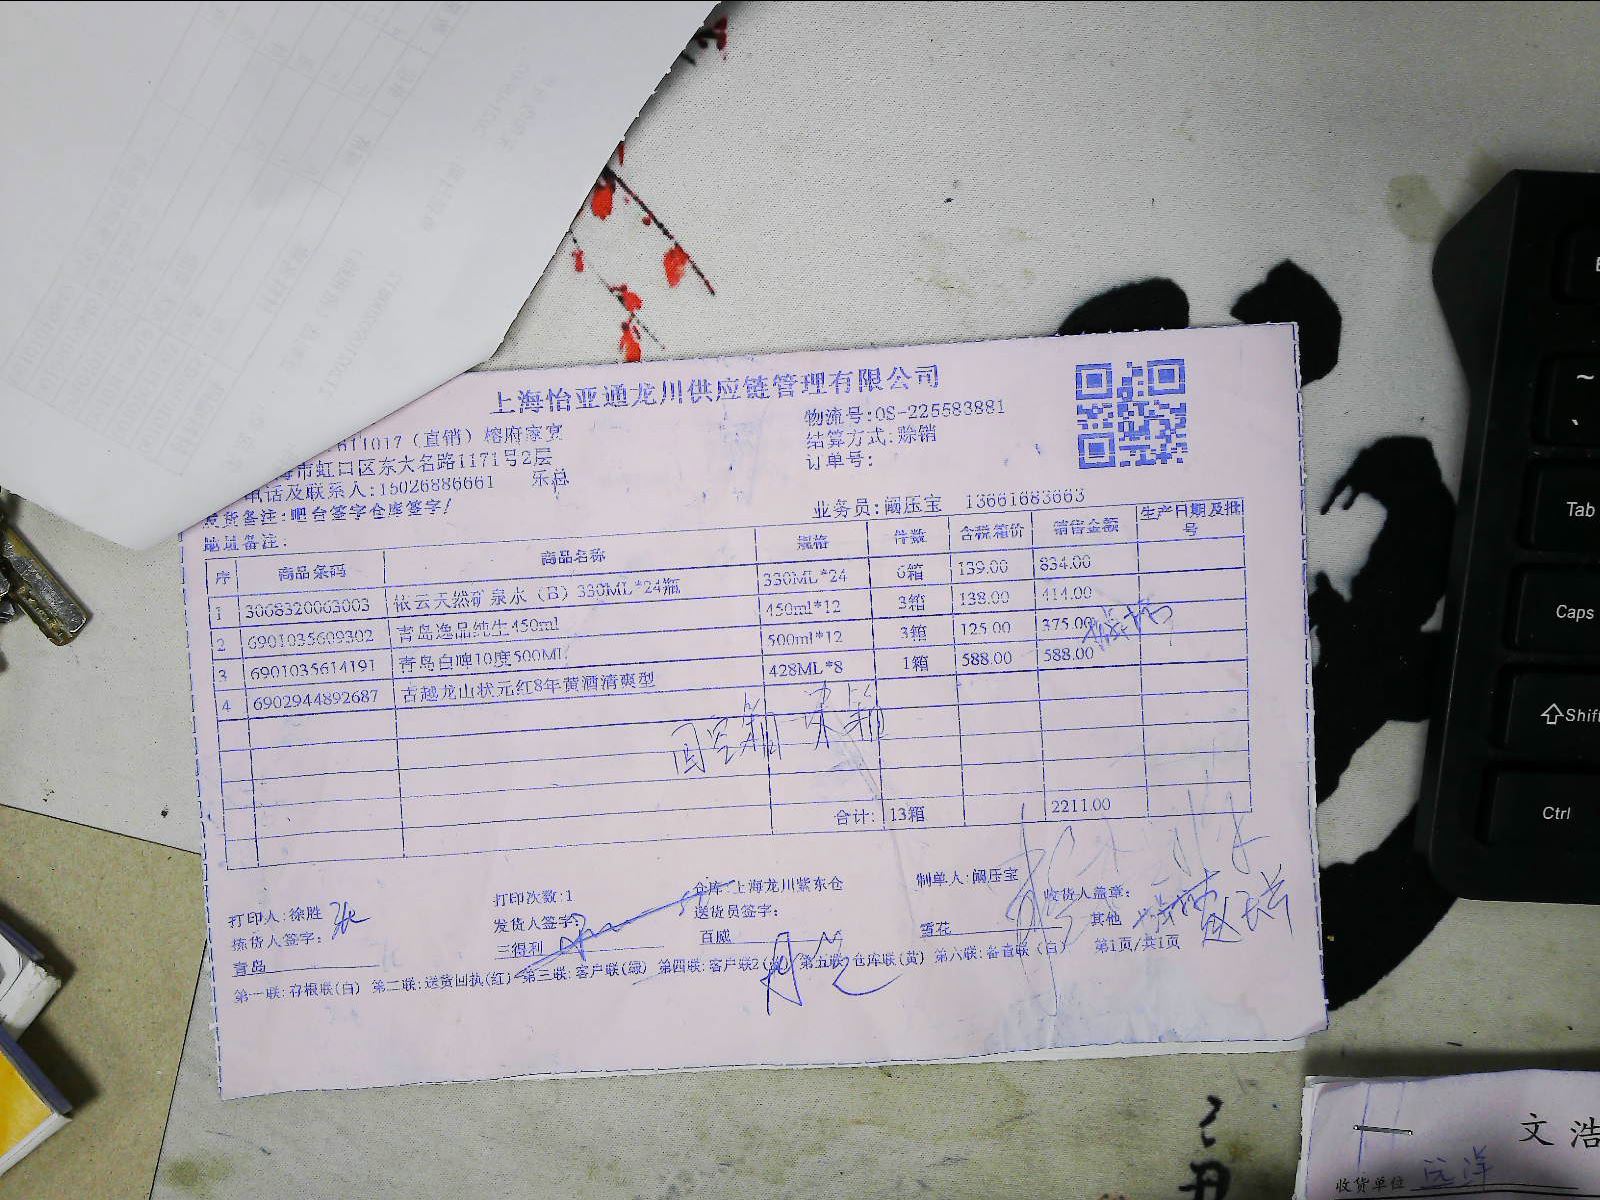 上海怡亚通龙川供应链管理有限公司
611017（直销）榕府家宴
物流号:OS-225583881
海市虹口区东大名路1171号2层
结算方式:赊销
电话及联系人:15026886661 乐总
订单号:
发货备注:吧台签字仓库签字/
业务员:阚压宝 13661683663
地址备注:
序 商品条码 商品名称 规格 件数 含税箱价 销售金额 生产日期及批号
1 3068320063003 依云天然矿泉水（B）330ML*24瓶 330ML*24 6箱 139.00 834.00
2 6901035609302 青岛逸品纯生450ml 450ml*12 3箱 138.00 414.00
3 6901035614191 青岛白啤10度500ML 500ml*12 3箱 125.00 375.00
4 6902944892687 古越龙山状元红8年黄酒清爽型 428ML*8 1箱 588.00 588.00
合计: 13箱 2211.00
打印人:徐胜 打印次数:1 仓库:上海龙川紫东仓 制单人:阚压宝
拣货人签字: 发货人签字: 送货员签字: 收货人盖章:
青岛 三得利 百威 雪花 其他
第一联:存根联(白) 第二联:送货回执(红) 第三联:客户联(绿) 第四联:客户联2( 第五联:仓库联(黄) 第六联:备查联(白) 第1页/共1页
~
Tab
Caps
Shift
Ctrl
文浩
收货单位 远洋